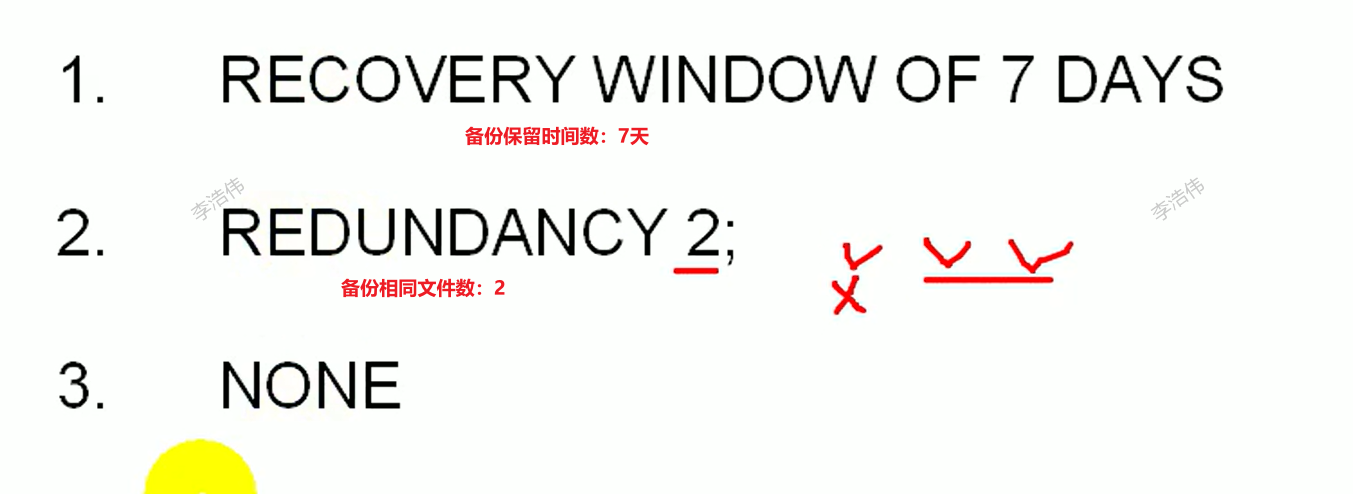 1. RECOVERY WINDOW OF 7 DAYS
备份保留时间数：7天
李浩伟
李浩伟
2. REDUNDANCY 2;
备份相同文件数：2
3. NONE